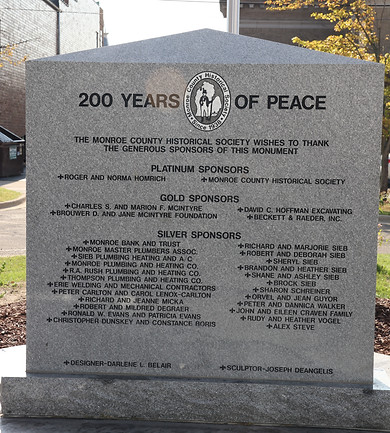 200 YEARS OF PEACE
Monroe County Historical Society
Since 1938
THE MONROE COUNTY HISTORICAL SOCIETY WISHES TO THANK
THE GENEROUS SPONSORS OF THIS MONUMENT
PLATINUM SPONSORS
✢ROGER AND NORMA HOMRICH
✢MONROE COUNTY HISTORICAL SOCIETY
GOLD SPONSORS
✢CHARLES S. AND MARION F. MCINTYRE
✢BROUWER D. AND JANE MCINTYRE FOUNDATION
✢DAVID C. HOFFMAN EXCAVATING
✢BECKETT & RAEDER, INC.
SILVER SPONSORS
✢MONROE BANK AND TRUST
✢MONROE MASTER PLUMBERS ASSOC.
✢SIEB PLUMBING HEATING AND A-C
✢MONROE PLUMBING AND HEATING CO.
✢R.A. RUSH PLUMBING AND HEATING CO.
✢THOMPSON PLUMBING AND HEATING CO.
✢ERIE WELDING AND MECHANICAL CONTRACTORS
✢PETER CARLTON AND CAROL LENOX-CARLTON
✢RICHARD AND JEANNE MICKA
✢ROBERT AND MILDRED DEGRAER
✢RONALD W. EVANS AND PATRICIA EVANS
✢CHRISTOPHER DUNSKEY AND CONSTANCE BORIS
✢RICHARD AND MARJORIE SIEB
✢ROBERT AND DEBORAH SIEB
✢SHERYL SIEB
✢BRANDON AND HEATHER SIEB
✢SHANE AND ASHLEY SIEB
✢BROCK SIEB
✢SHARON SCHREINER
✢ORVEL AND JEAN GUYOR
✢PETER AND DANNICA WALKER
✢JOHN AND EILEEN CRAVEN FAMILY
✢RUDY AND HEATHER VOGEL
✢ALEX STEVE
✢DESIGNER-DARLENE L. BELAIR
✢SCULPTOR-JOSEPH DEANGELIS